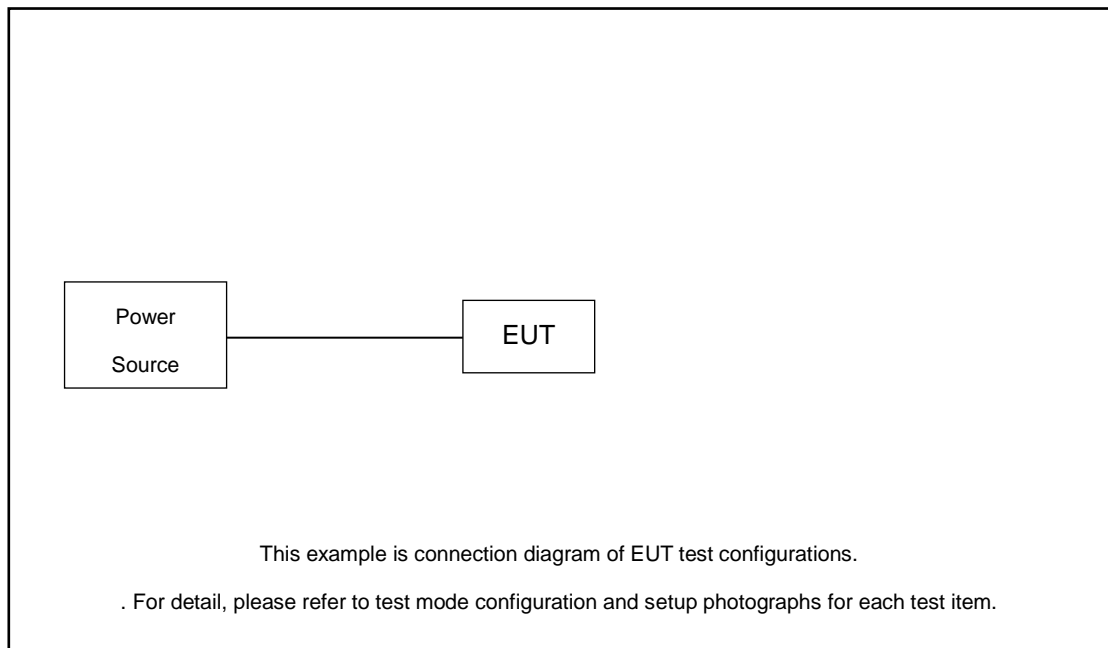 Power
Source
EUT
This example is connection diagram of EUT test configurations.
. For detail, please refer to test mode configuration and setup photographs for each test item.